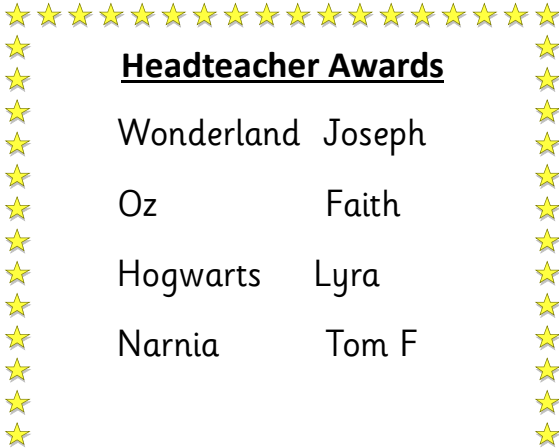 Headteacher Awards
Wonderland Joseph
Oz Faith
Hogwarts Lyra
Narnia Tom F